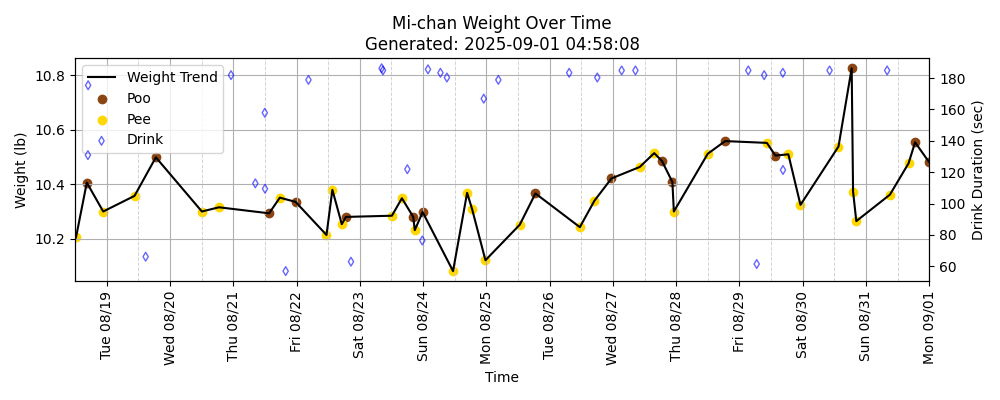 Mi-chan Weight Over Time
Generated: 2025-09-01 04:58:08
Weight (lb)
10.8
10.6
10.4
10.2
Weight Trend
Poo
Pee
Drink
180
160
140
120
100
80
60
Drink Duration (sec)
Tue 08/19
Wed 08/20
Thu 08/21
Fri 08/22
Sat 08/23
Sun 08/24
Mon 08/25
Tue 08/26
Wed 08/27
Thu 08/28
Fri 08/29
Sat 08/30
Sun 08/31
Mon 09/01
Time